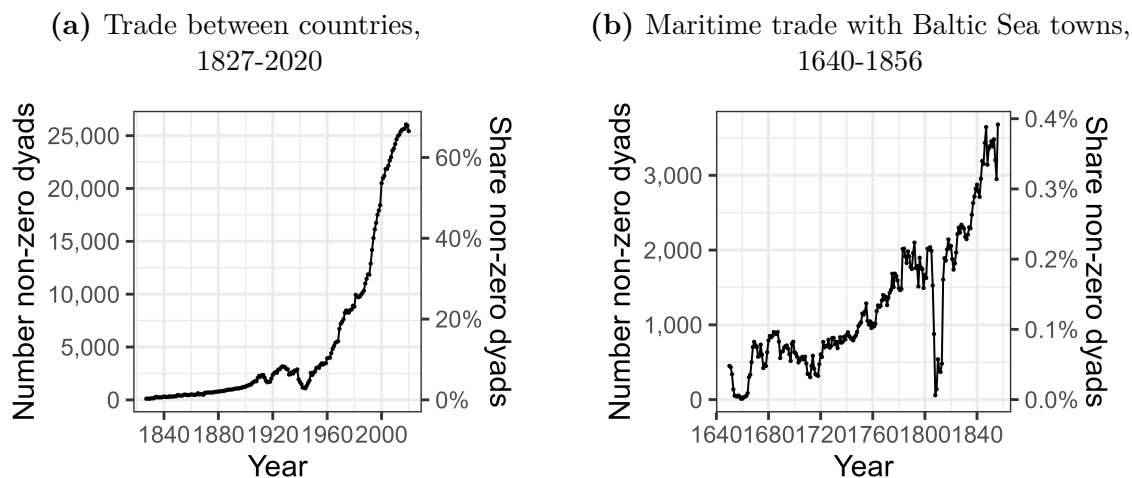 (a) Trade between countries,
1827-2020
Number non-zero dyads
25,000
20,000
15,000
10,000
5,000
0
60%
40%
20%
0%
Share non-zero dyads
1840 1880 1920 1960 2000
Year
(b) Maritime trade with Baltic Sea towns,
1640-1856
Number non-zero dyads
3,000
2,000
1,000
0
0.4%
0.3%
0.2%
0.1%
0.0%
Share non-zero dyads
1640 1680 1720 1760 1800 1840
Year